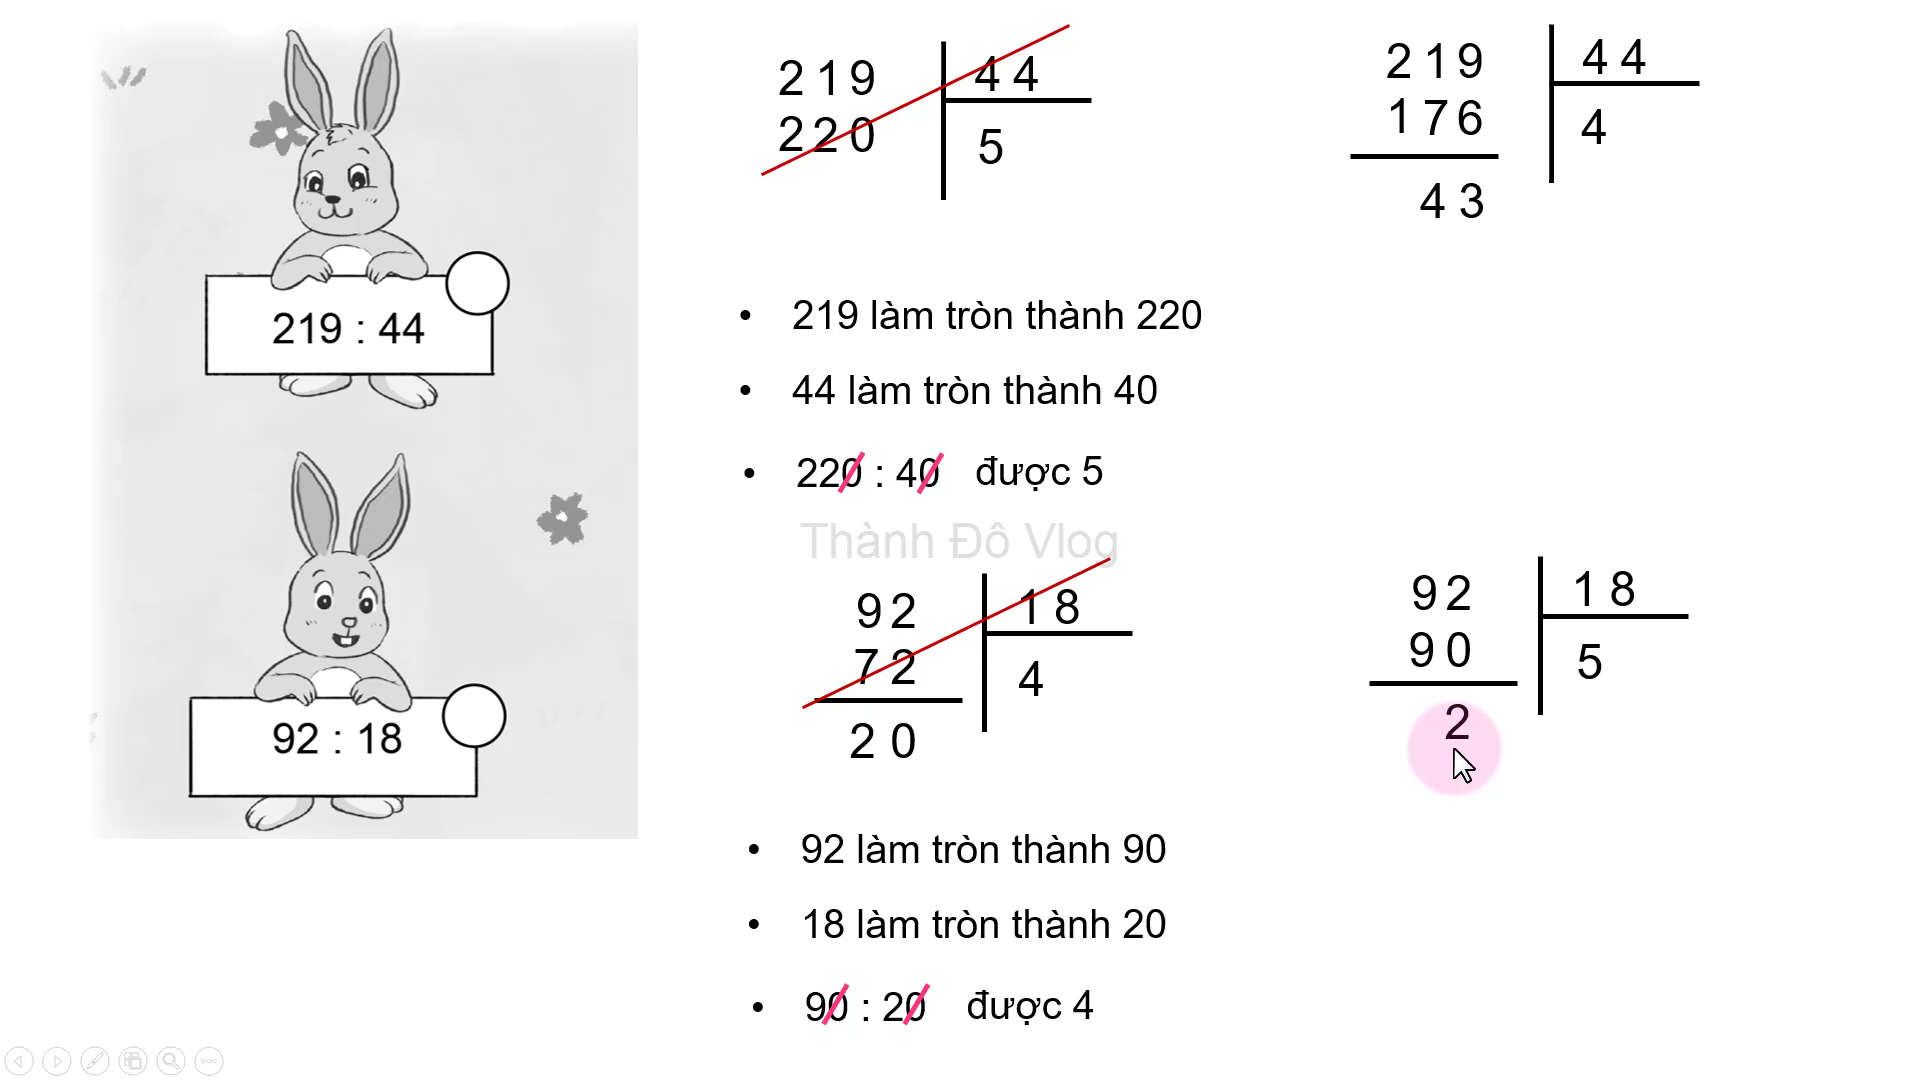 219 : 44
92 : 18
219 44
220 5
219 44
176 4
43
• 219 làm tròn thành 220
• 44 làm tròn thành 40
• 220 : 40 được 5
Thành Đô Vlog
92 18
72 4
20
92 18
90 5
2
• 92 làm tròn thành 90
• 18 làm tròn thành 20
• 90 : 20 được 4